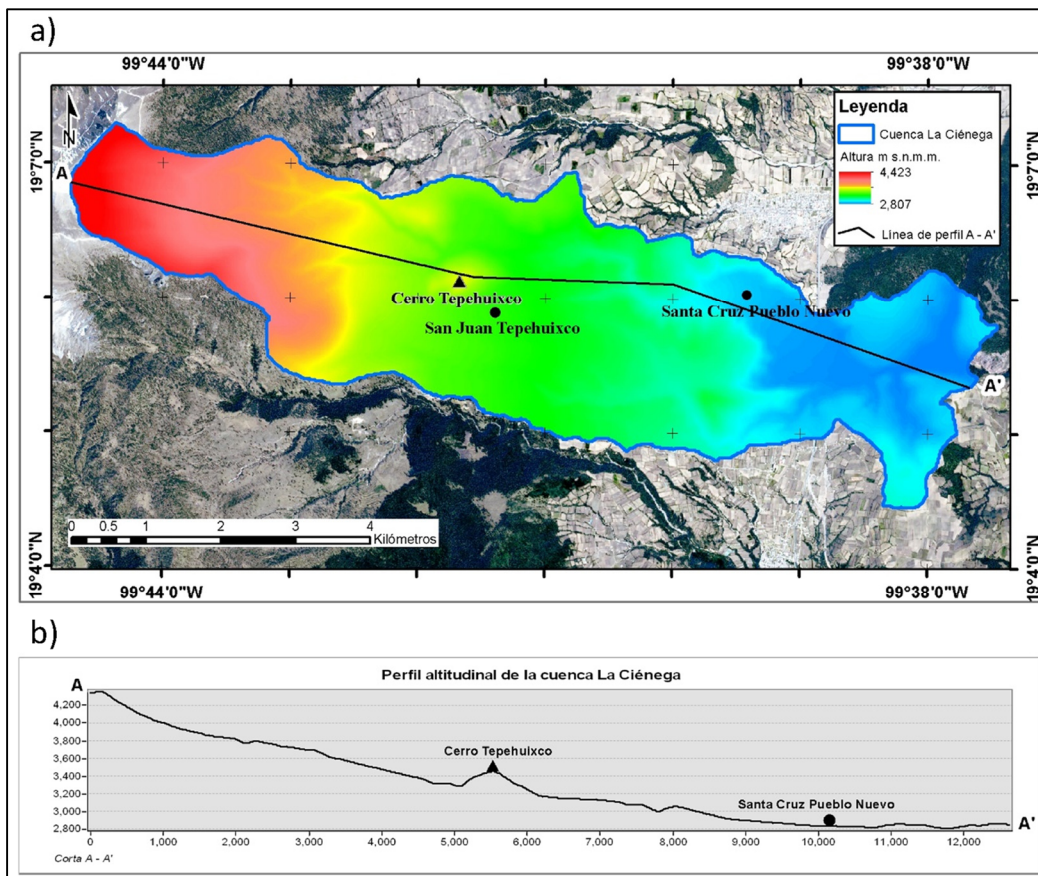 a)
99°44'0"W
99°38'0"W
Leyenda
Cuenca La Ciénega
Altura m s.n.m.m.
4,423
2,807
Línea de perfil A - A'
N
19°7'0"N
19°7'0"N
A
Cerro Tepehuixco
San Juan Tepehuixco
Santa Cruz Pueblo Nuevo
A'
0 0.5 1 2 3 4
Kilómetros
19°4'0"N
19°4'0"N
99°44'0"W
99°38'0"W
b)
Perfil altitudinal de la cuenca La Ciénega
A
4,200
4,000
3,800
3,600
3,400
3,200
3,000
2,800
Cerro Tepehuixco
Santa Cruz Pueblo Nuevo
A'
0 1,000 2,000 3,000 4,000 5,000 6,000 7,000 8,000 9,000 10,000 11,000 12,000
Corta A - A'